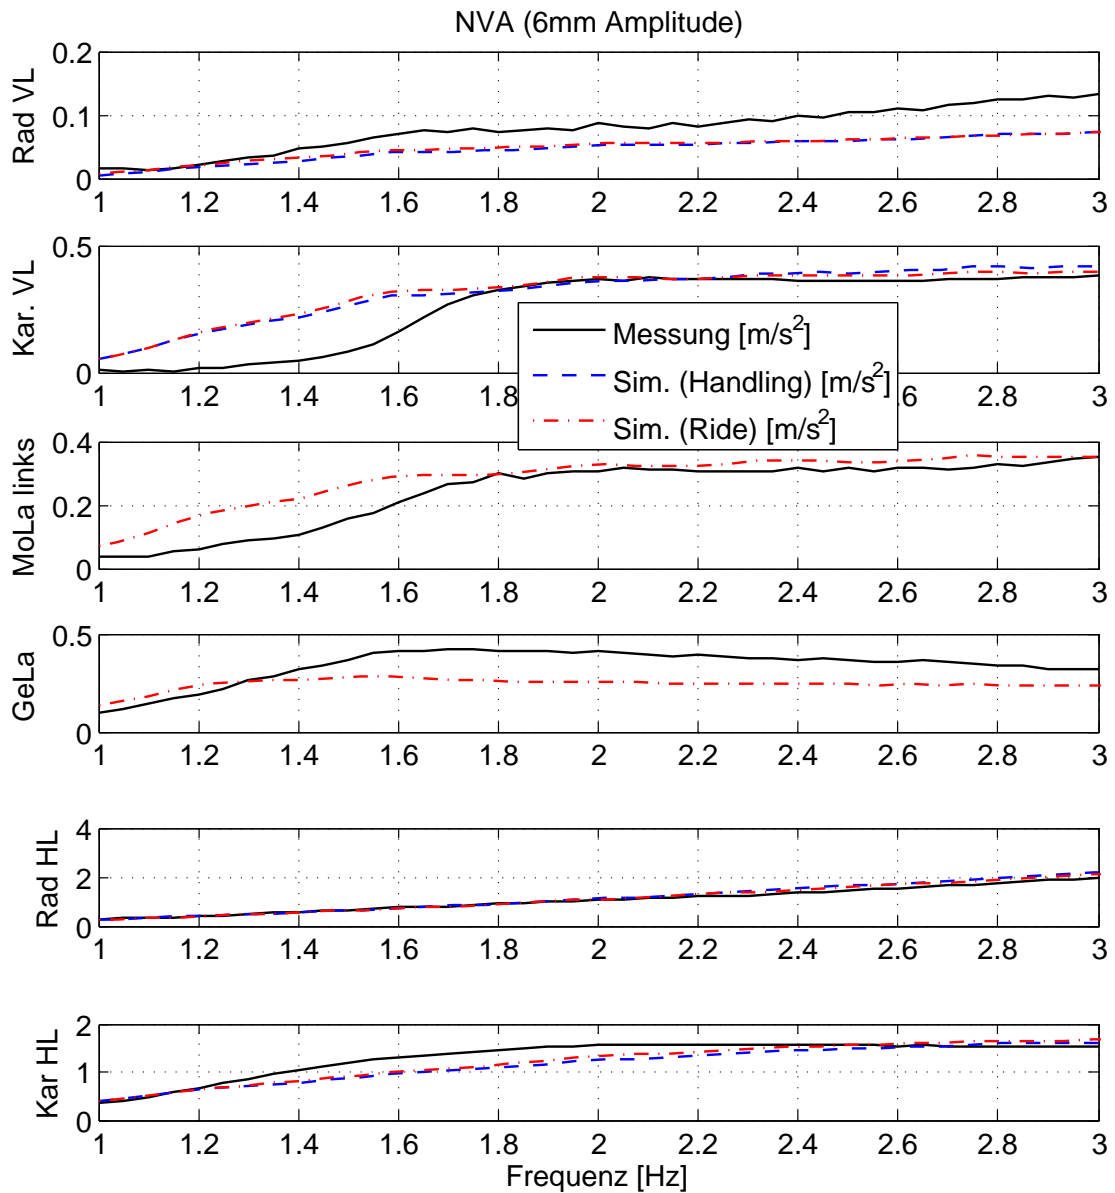 NVA (6mm Amplitude)
Rad VL
0.2
0.1
0
1 1.2 1.4 1.6 1.8 2 2.2 2.4 2.6 2.8 3
Kar. VL
0.5
0
1 1.2 1.4 1.6 1.8 2 2.2 2.4 2.6 2.8 3
Messung [m/s²]
Sim. (Handling) [m/s²]
Sim. (Ride) [m/s²]
MoLa links
0.4
0.2
0
1 1.2 1.4 1.6 1.8 2 2.2 2.4 2.6 2.8 3
GeLa
0.5
0
1 1.2 1.4 1.6 1.8 2 2.2 2.4 2.6 2.8 3
Rad HL
4
2
0
1 1.2 1.4 1.6 1.8 2 2.2 2.4 2.6 2.8 3
Kar HL
2
1
0
1 1.2 1.4 1.6 1.8 2 2.2 2.4 2.6 2.8 3
Frequenz [Hz]